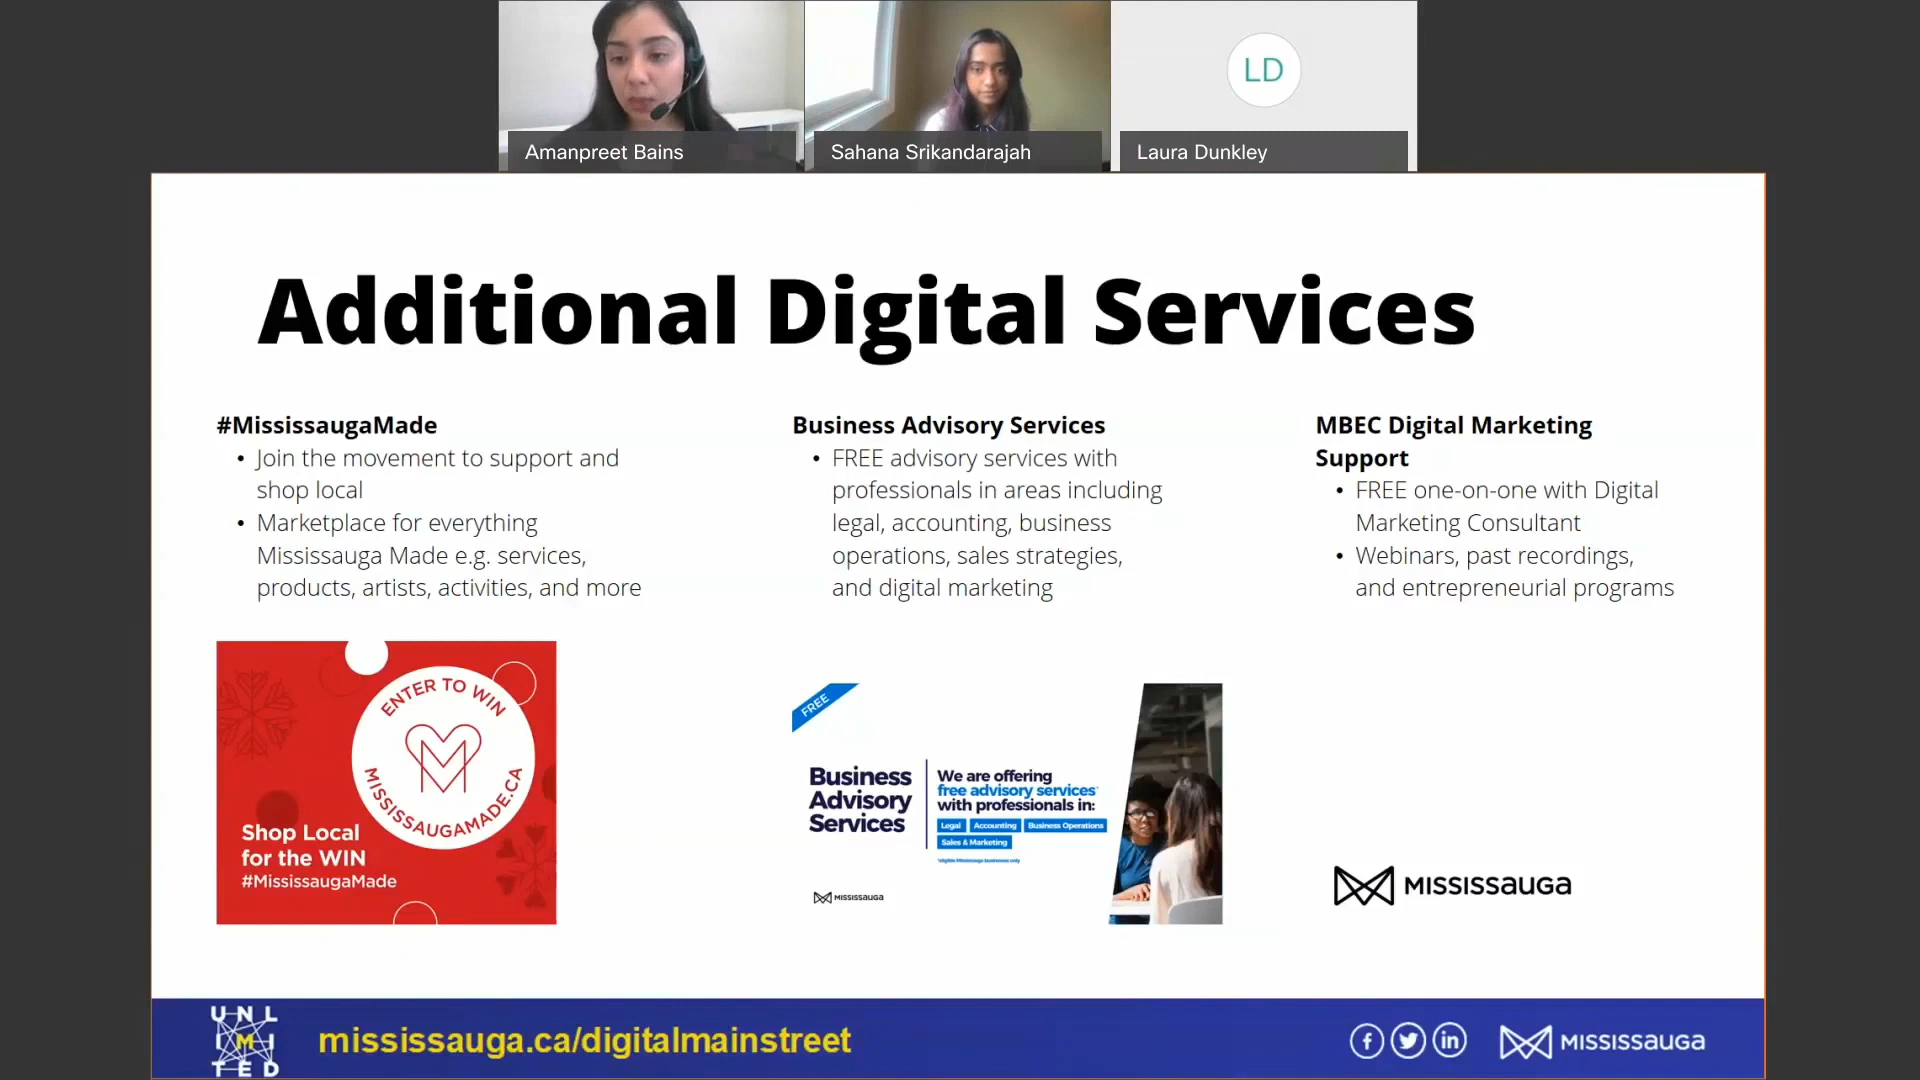 LD
Amanpreet Bains
Sahana Srikandarajah
Laura Dunkley
Additional Digital Services
#MississaugaMade
• Join the movement to support and
shop local
• Marketplace for everything
Mississauga Made e.g. services,
products, artists, activities, and more
Business Advisory Services
• FREE advisory services with
professionals in areas including
legal, accounting, business
operations, sales strategies,
and digital marketing
MBEC Digital Marketing
Support
• FREE one-on-one with Digital
Marketing Consultant
• Webinars, past recordings,
and entrepreneurial programs
ENTER TO WIN
M
MISSISSAUGAMADE.CA
Shop Local
for the WIN
#MississaugaMade
FREE
Business
Advisory
Services
We are offering
free advisory services*
with professionals in:
Legal Accounting Business Operations
Sales & Marketing
*eligible Mississauga businesses only
MISSISSAUGA
MISSISSAUGA
UNL
IMI
TED
mississauga.ca/digitalmainstreet
f in
MISSISSAUGA